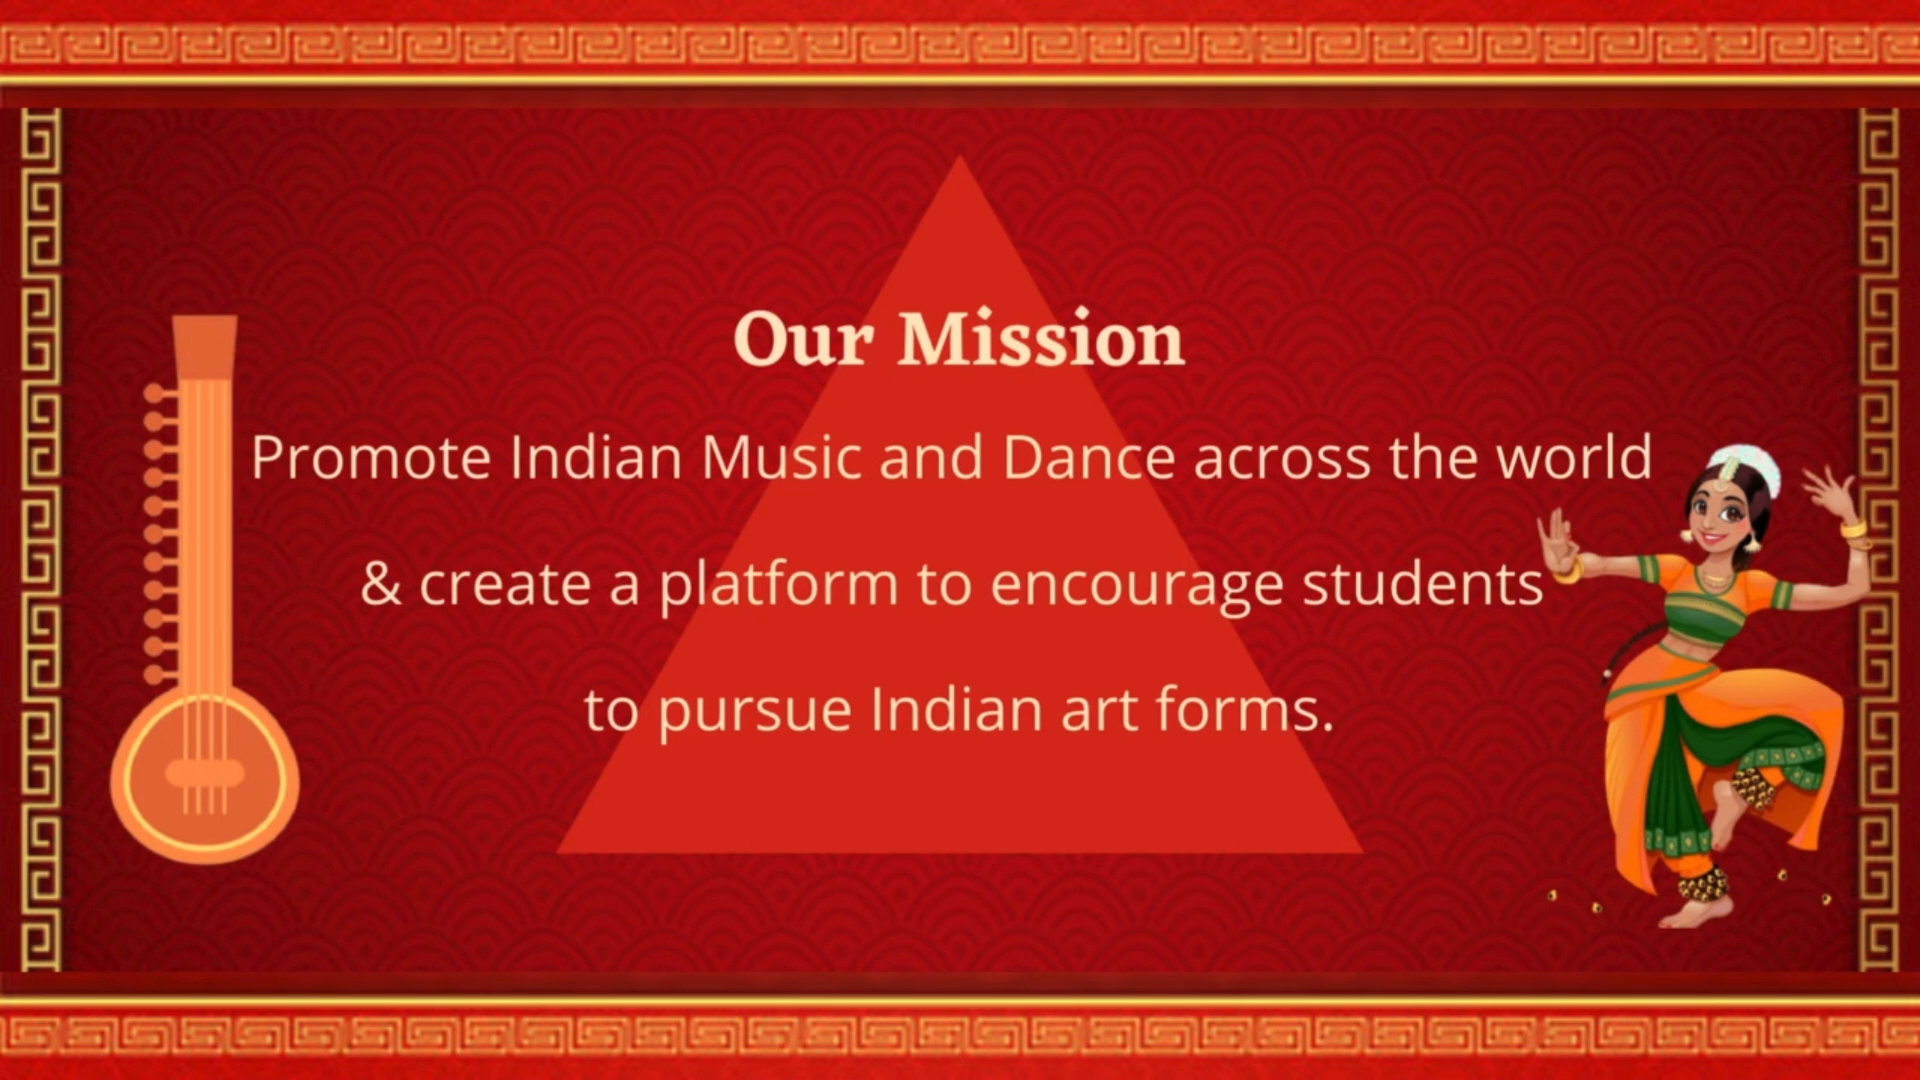 Our Mission
Promote Indian Music and Dance across the world
& create a platform to encourage students
to pursue Indian art forms.